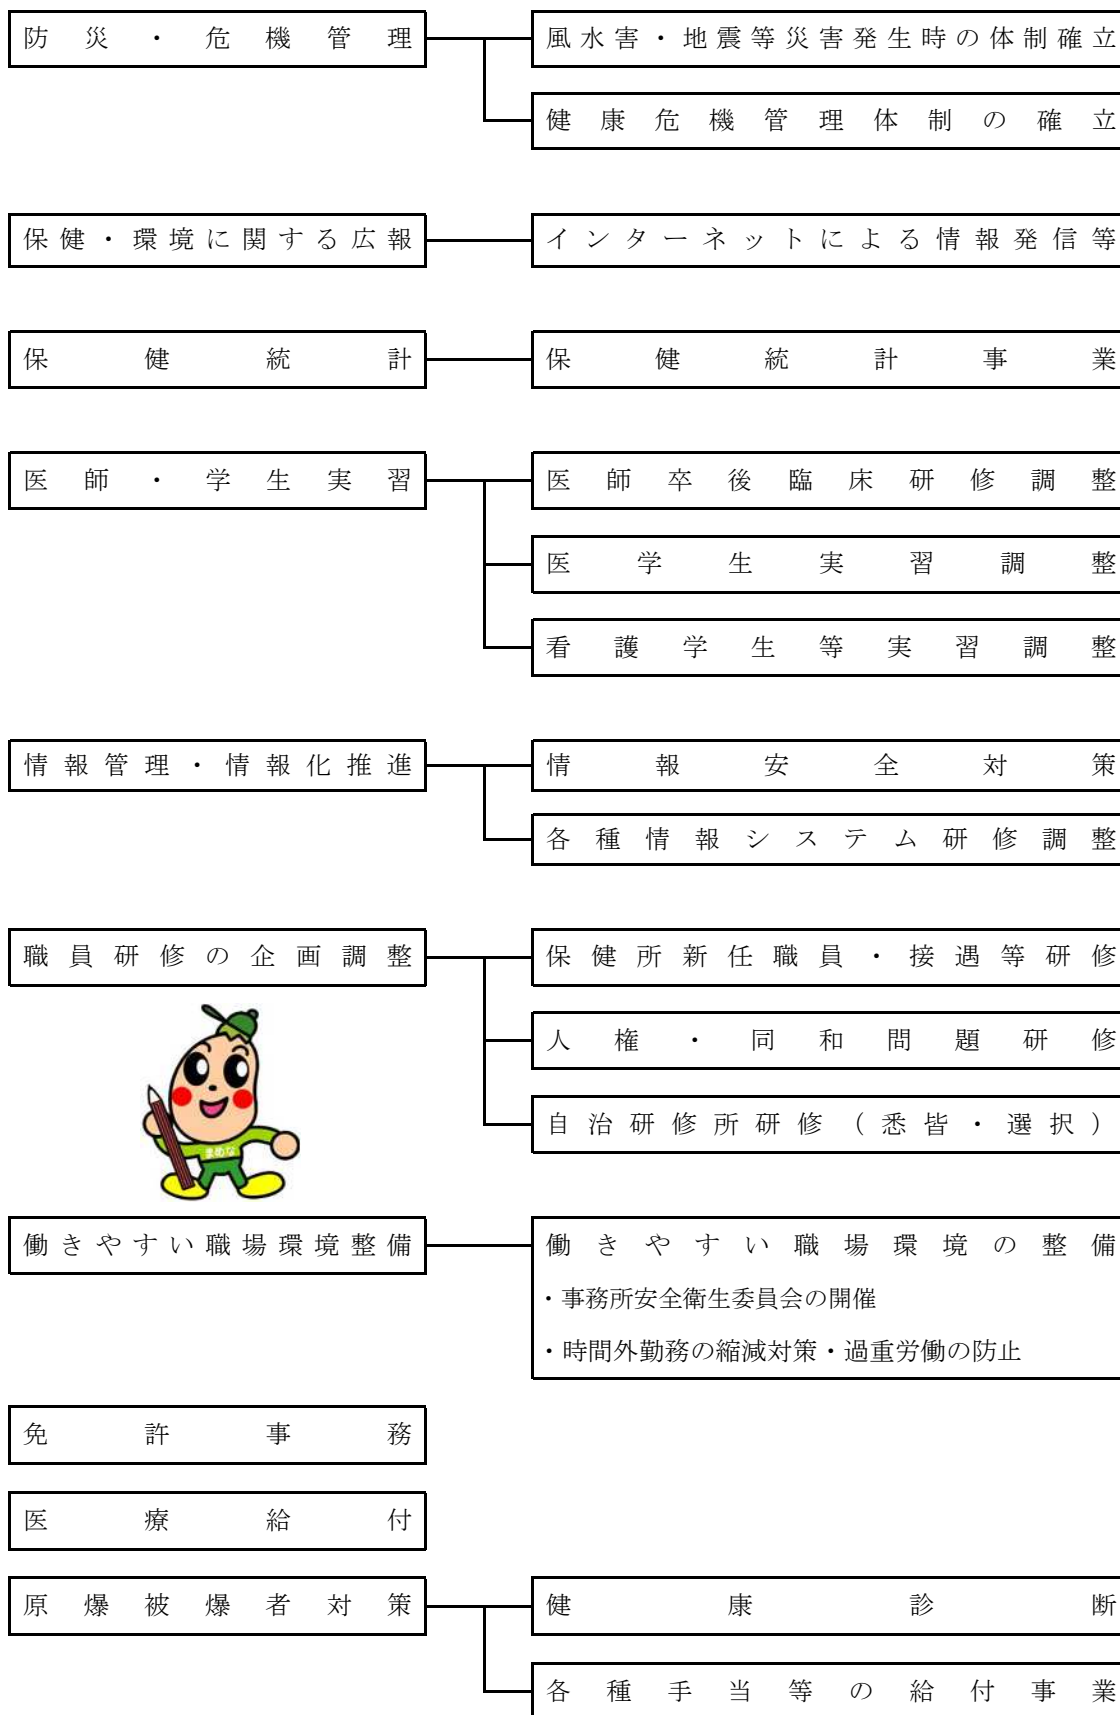 防災・危機管理
風水害・地震等災害発生時の体制確立
健康危機管理体制の確立
保健・環境に関する広報
インターネットによる情報発信等
保健統計
保健統計事業
医師・学生実習
医師卒後臨床研修調整
医学生実習調整
看護学生等実習調整
情報管理・情報化推進
情報安全対策
各種情報システム研修調整
職員研修の企画調整
保健所新任職員・接遇等研修
人権・同和問題研修
自治研修所研修（悉皆・選択）
まめな
働きやすい職場環境整備
働きやすい職場環境の整備
・事務所安全衛生委員会の開催
・時間外勤務の縮減対策・過重労働の防止
免許事務
医療給付
原爆被爆者対策
健康診断
各種手当等の給付事業